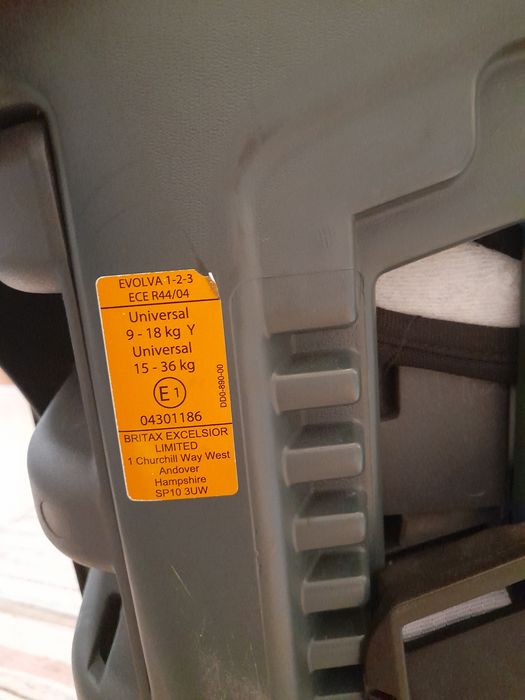 EVOLVA 1-2-3
ECE R44/04
Universal
9 - 18 kg Y
Universal
15 - 36 kg
E 1
04301186
DD0-890-00
BRITAX EXCELSIOR
LIMITED
1 Churchill Way West
Andover
Hampshire
SP10 3UW